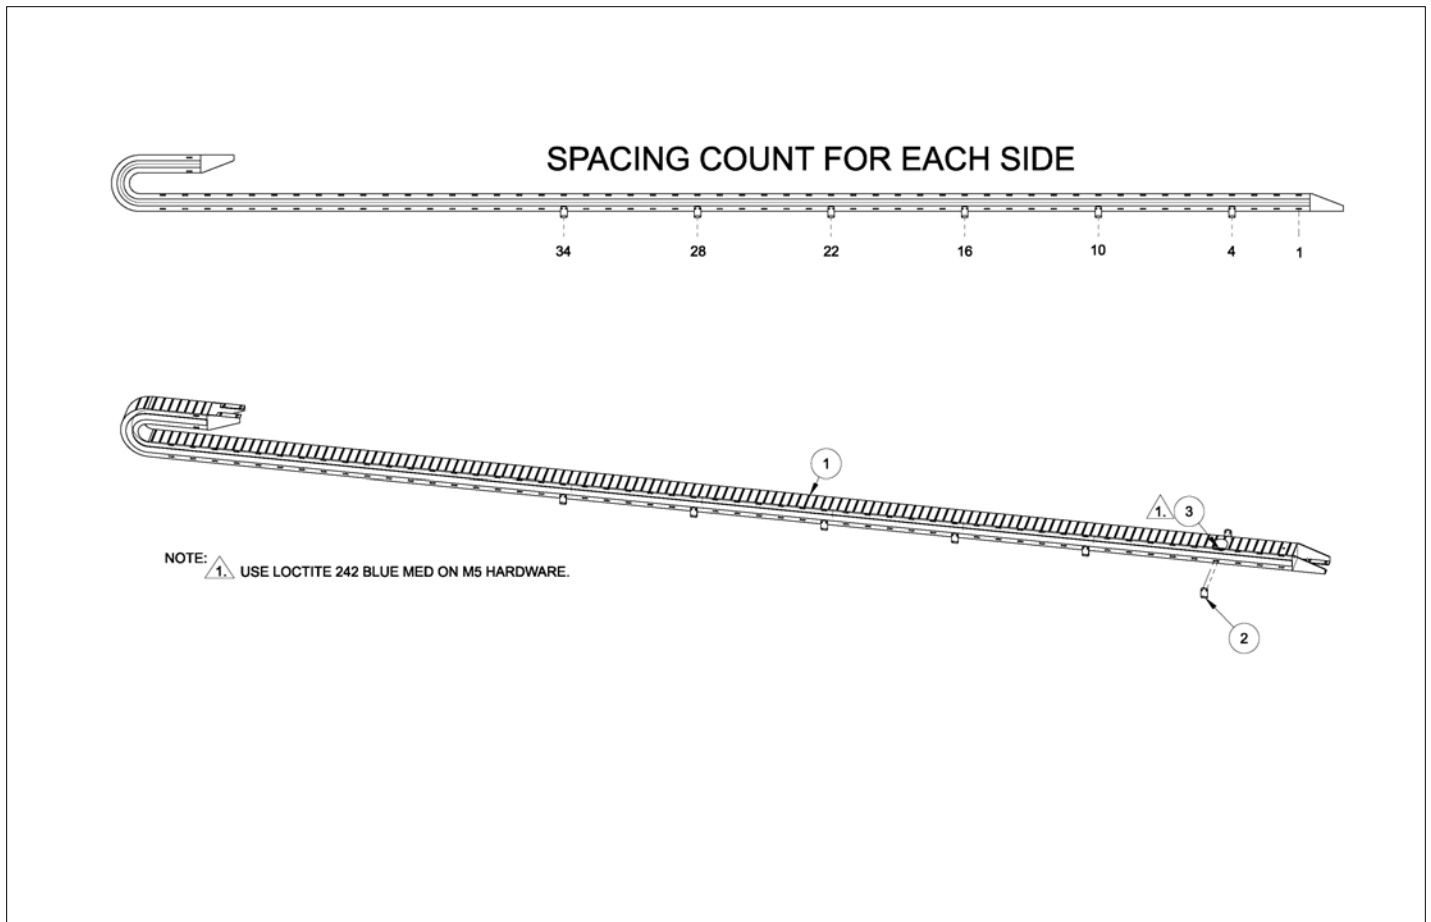 SPACING COUNT FOR EACH SIDE
34 28 22 16 10 4 1
1
1. 3
NOTE:
1. USE LOCTITE 242 BLUE MED ON M5 HARDWARE.
2